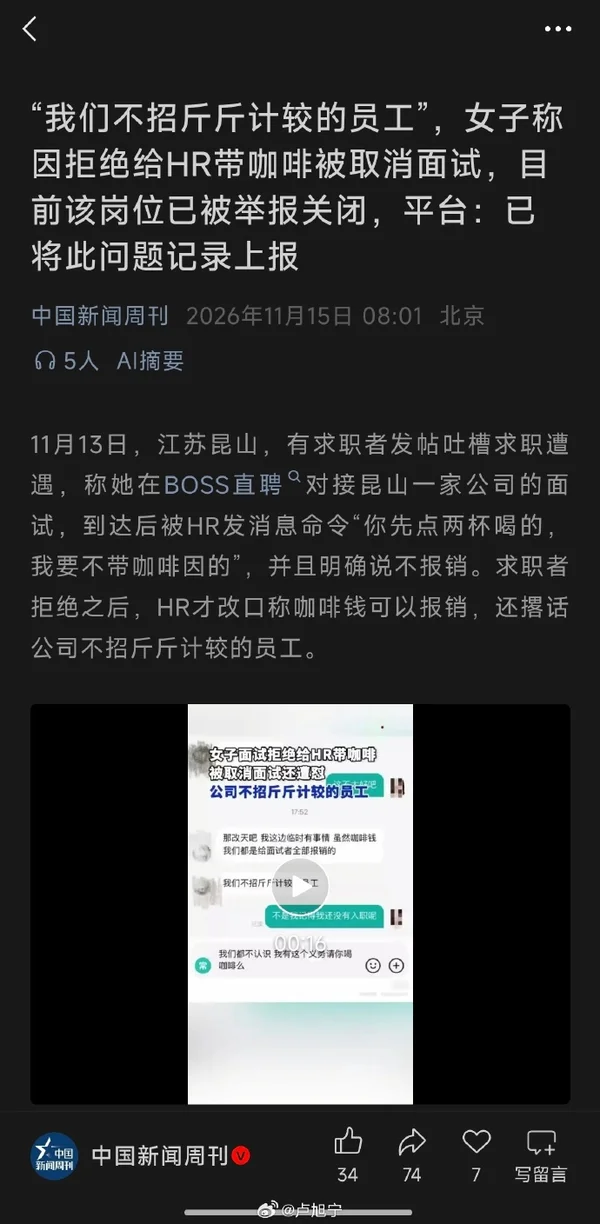 “我们不招斤斤计较的员工”，女子称
因拒绝给HR带咖啡被取消面试，目
前该岗位已被举报关闭，平台：已
将此问题记录上报
中国新闻周刊 2026年11月15日 08:01 北京
5人 AI摘要
11月13日，江苏昆山，有求职者发帖吐槽求职遭
遇，称她在BOSS直聘对接昆山一家公司的面
试，到达后被HR发消息命令“你先点两杯喝的，
我要不带咖啡因的”，并且明确说不报销。求职者
拒绝之后，HR才改口称咖啡钱可以报销，还撂话
公司不招斤斤计较的员工。
女子面试拒绝给HR带咖啡
被取消面试还遭怼
公司不招斤斤计较的员工
17:52
那改天吧 我这边临时有事情 虽然咖啡钱
我们都是给面试者全部报销的
我们不招斤斤计较 员工
不是我记得我还没有入职呢
00:16
我们都不认识 我有这个义务请你喝
咖啡么
常
中国新闻周刊
中国新闻周刊
34
74
7
写留言
@卢旭宁